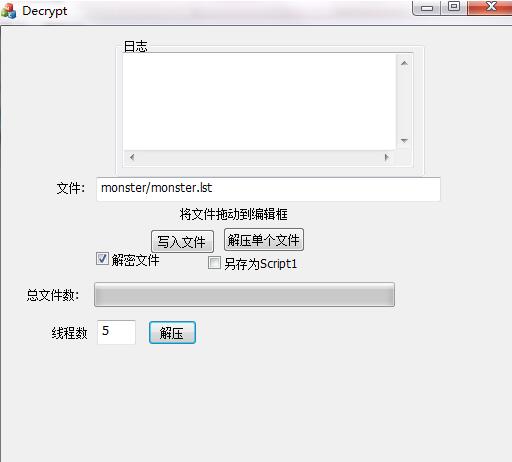 Decrypt
日志
文件: monster/monster.lst
将文件拖动到编辑框
写入文件 解压单个文件
解密文件 另存为Script1
总文件数:
线程数 5 解压